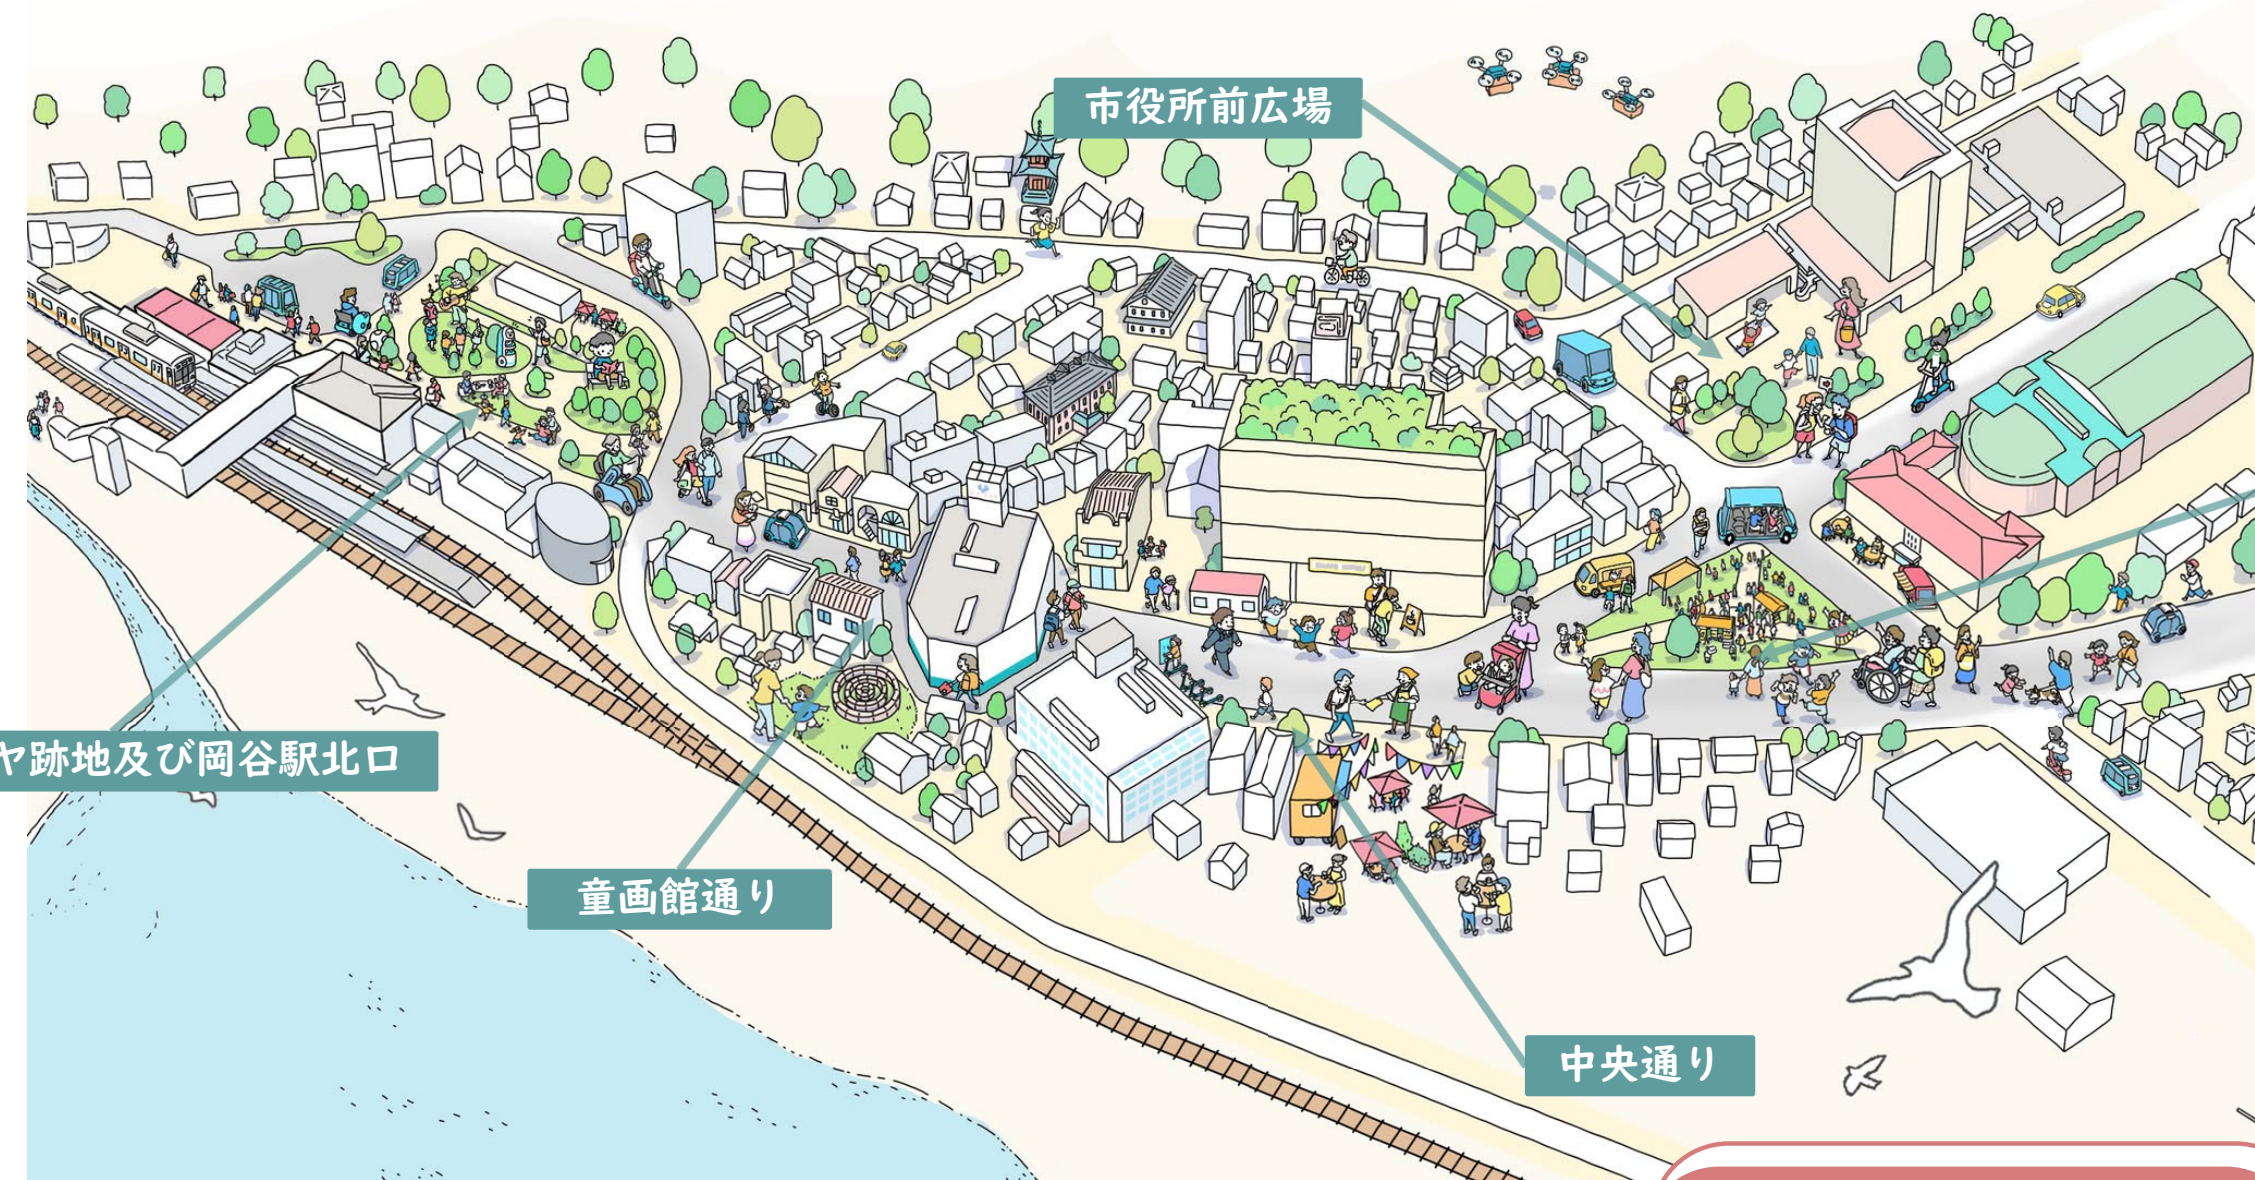 市役所前広場
ヤ跡地及び岡谷駅北口
童画館通り
中央通り